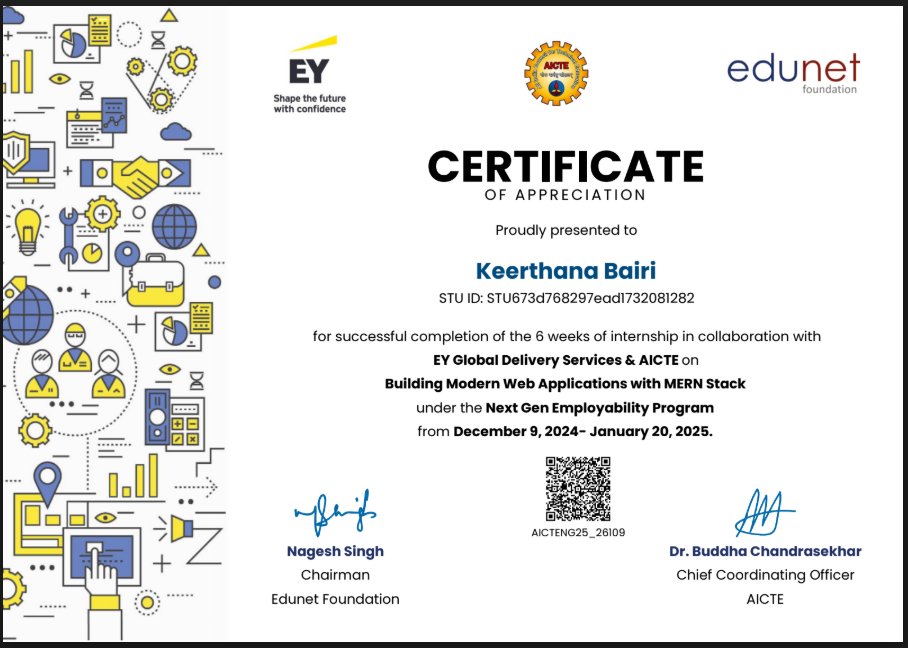 EY
Shape the future
with confidence
AICTE
edunet
foundation
CERTIFICATE
OF APPRECIATION
Proudly presented to
Keerthana Bairi
STU ID: STU673d768297ead1732081282
for successful completion of the 6 weeks of internship in collaboration with
EY Global Delivery Services & AICTE on
Building Modern Web Applications with MERN Stack
under the Next Gen Employability Program
from December 9, 2024- January 20, 2025.
AICTENG25_26109
Nagesh Singh
Chairman
Edunet Foundation
Dr. Buddha Chandrasekhar
Chief Coordinating Officer
AICTE